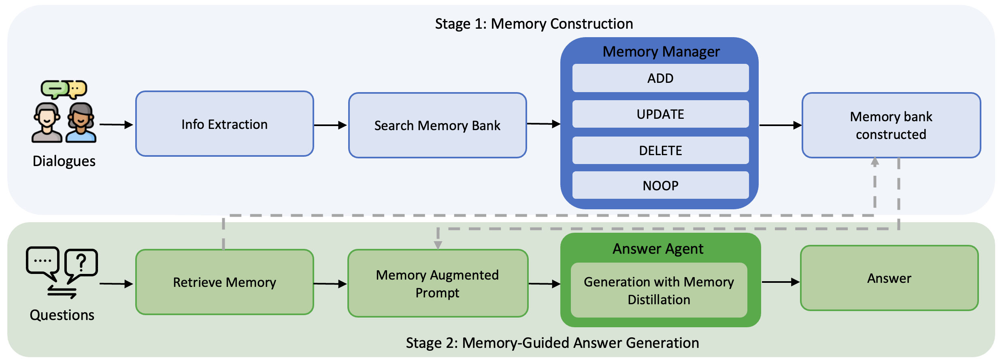 Stage 1: Memory Construction
Memory Manager
ADD
UPDATE
DELETE
NOOP
Dialogues
Info Extraction
Search Memory Bank
Memory bank
constructed
Questions
Retrieve Memory
Memory Augmented
Prompt
Answer Agent
Generation with Memory
Distillation
Answer
Stage 2: Memory-Guided Answer Generation